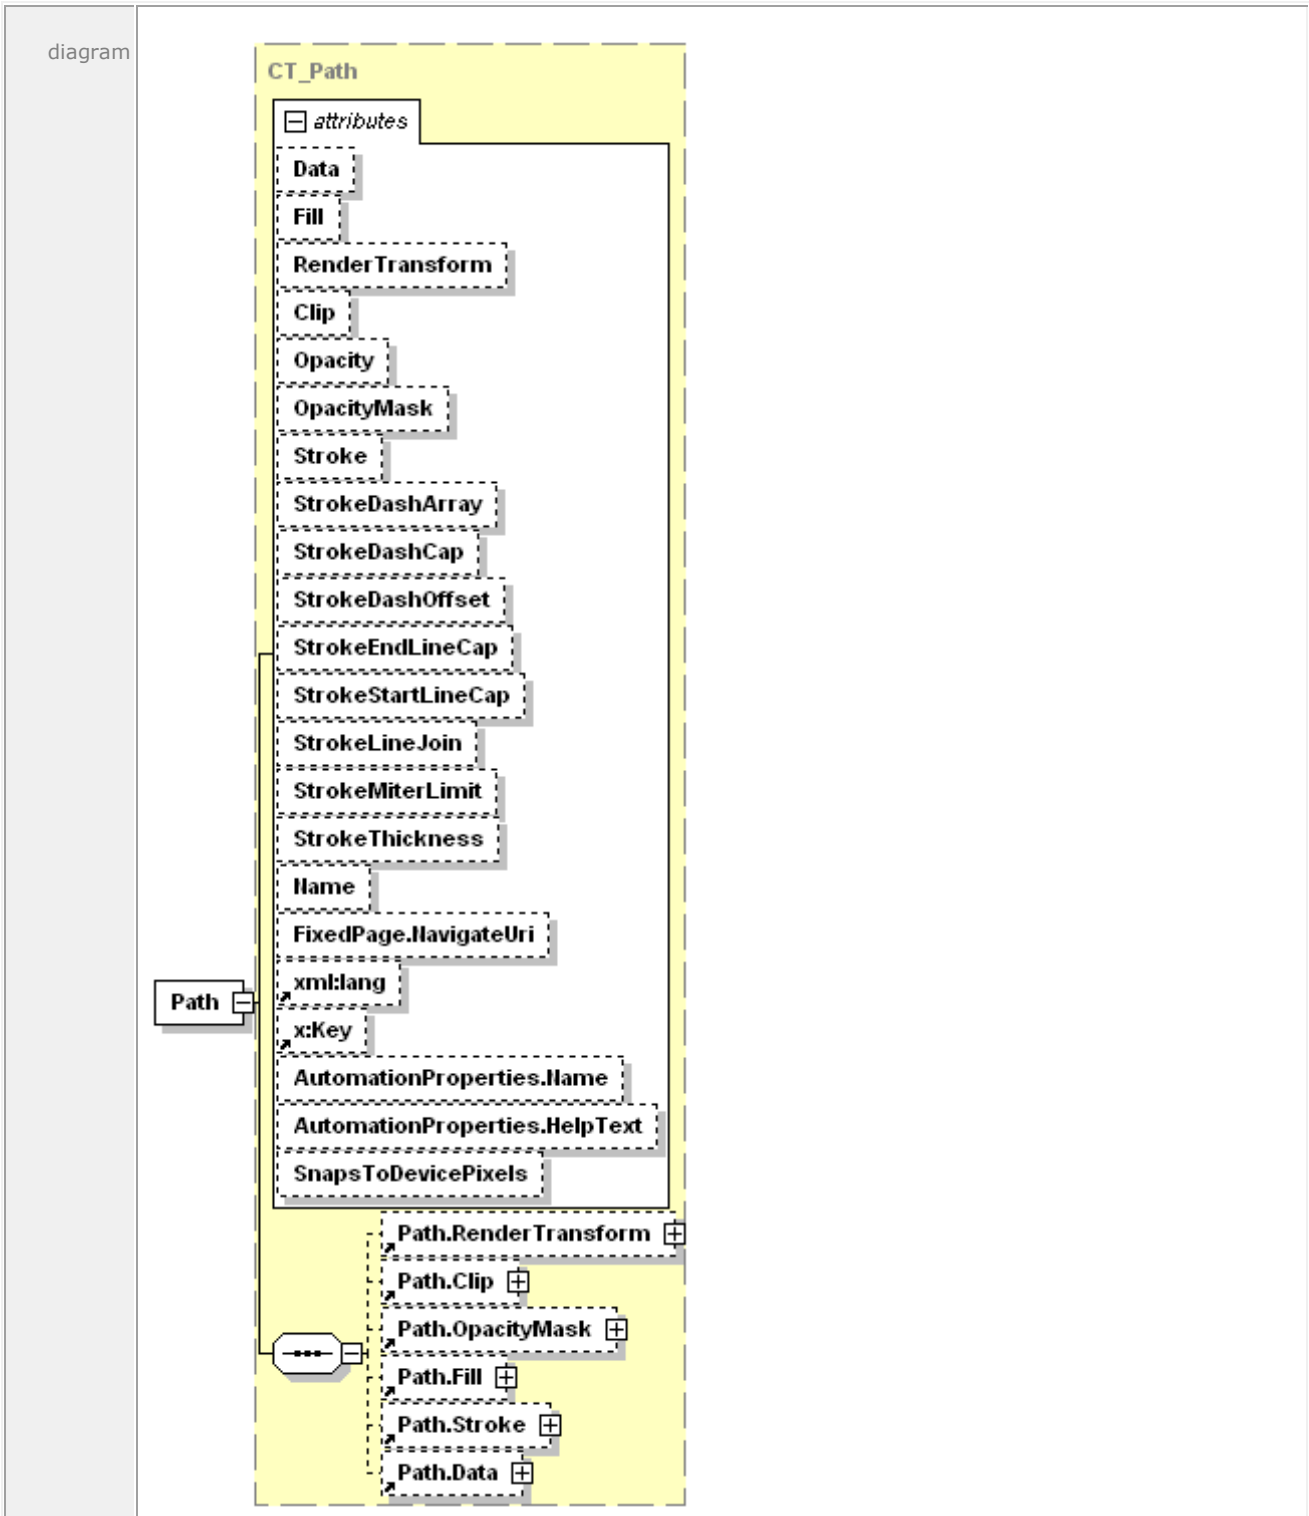 diagram
CT_Path
attributes
Data
Fill
RenderTransform
Clip
Opacity
OpacityMask
Stroke
StrokeDashArray
StrokeDashCap
StrokeDashOffset
StrokeEndLineCap
StrokeStartLineCap
StrokeLineJoin
StrokeMiterLimit
StrokeThickness
Name
FixedPage.NavigateUri
xml:lang
Path
x:Key
AutomationProperties.Name
AutomationProperties.HelpText
SnapsToDevicePixels
Path.RenderTransform
Path.Clip
Path.OpacityMask
Path.Fill
Path.Stroke
Path.Data